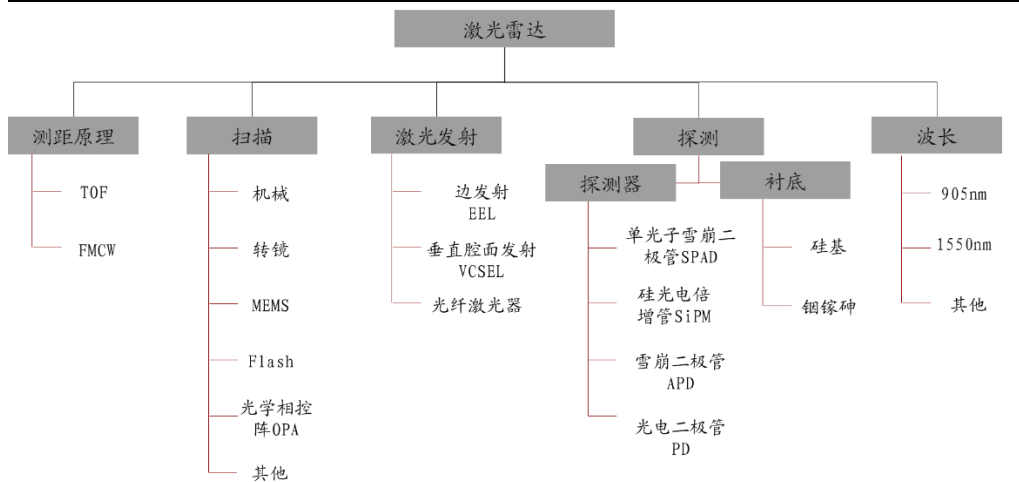 激光雷达
测距原理
TOF
FMCW
扫描
机械
转镜
MEMS
Flash
光学相控
阵OPA
其他
激光发射
边发射
EEL
垂直腔面发射
VCSEL
光纤激光器
探测
探测器
单光子雪崩二
极管SPAD
硅光电倍
增管SiPM
雪崩二极管
APD
光电二极管
PD
衬底
硅基
铟镓砷
波长
905nm
1550nm
其他